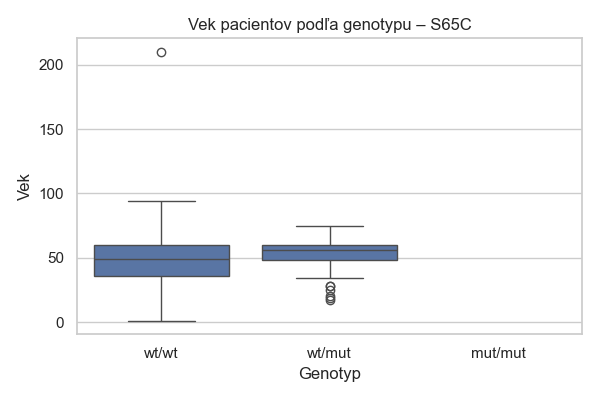 Vek pacientov podľa genotypu – S65C
200
150
100
50
0
Vek
wt/wt wt/mut mut/mut
Genotyp